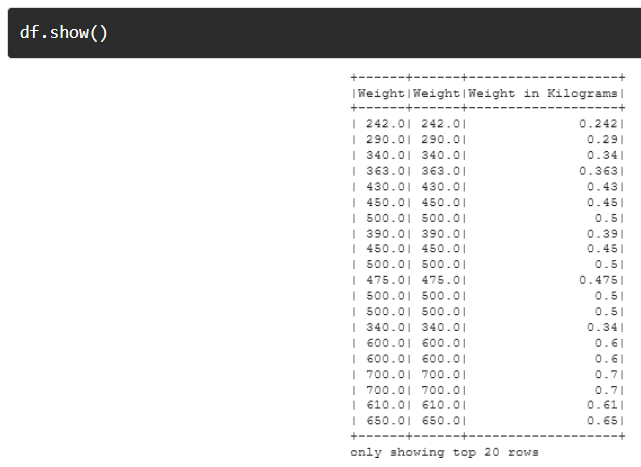 df.show()
+------+------+-------------------+
|Weight|Weight|Weight in Kilograms|
+------+------+-------------------+
| 242.0| 242.0|              0.242|
| 290.0| 290.0|               0.29|
| 340.0| 340.0|               0.34|
| 363.0| 363.0|              0.363|
| 430.0| 430.0|               0.43|
| 450.0| 450.0|               0.45|
| 500.0| 500.0|                0.5|
| 390.0| 390.0|               0.39|
| 450.0| 450.0|               0.45|
| 500.0| 500.0|                0.5|
| 475.0| 475.0|              0.475|
| 500.0| 500.0|                0.5|
| 500.0| 500.0|                0.5|
| 340.0| 340.0|               0.34|
| 600.0| 600.0|                0.6|
| 600.0| 600.0|                0.6|
| 700.0| 700.0|                0.7|
| 700.0| 700.0|                0.7|
| 610.0| 610.0|               0.61|
| 650.0| 650.0|               0.65|
+------+------+-------------------+
only showing top 20 rows